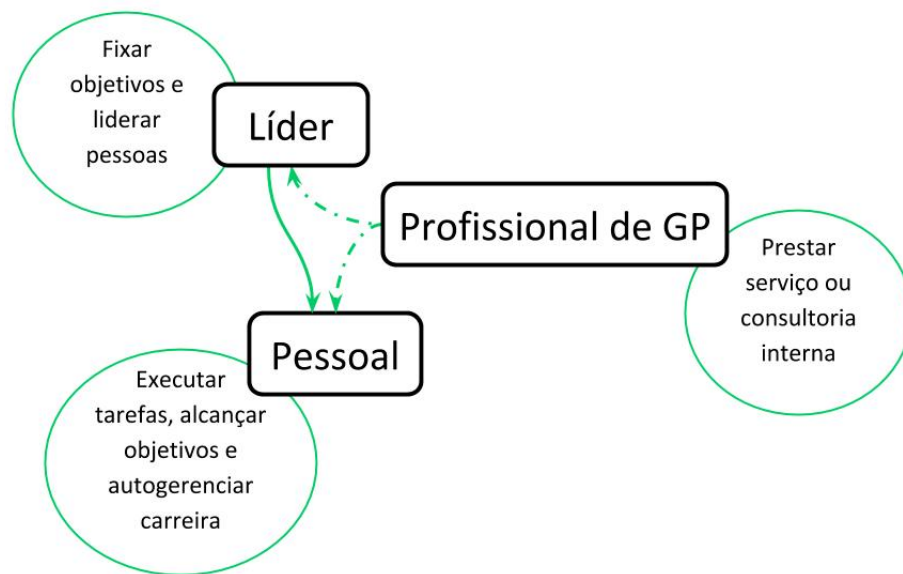 Fixar
objetivos e
liderar
pessoas
Líder
Profissional de GP
Prestar
serviço ou
consultoria
interna
Pessoal
Executar
tarefas, alcançar
objetivos e
autogerenciar
carreira